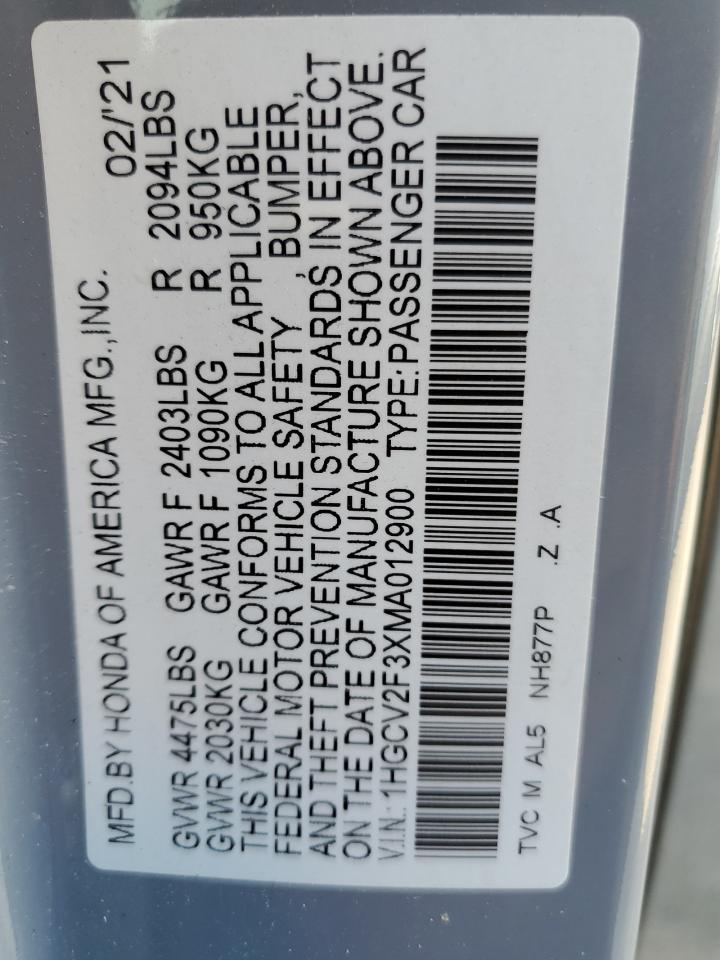 MFD.BY HONDA OF AMERICA MFG.,INC. 02/'21
GVWR 4475LBS GAWR F 2403LBS R 2094LBS
GVWR 2030KG GAWR F 1090KG R 950KG
THIS VEHICLE CONFORMS TO ALL APPLICABLE
FEDERAL MOTOR VEHICLE SAFETY , BUMPER,
AND THEFT PREVENTION STANDARDS, IN EFFECT
ON THE DATE OF MANUFACTURE SHOWN ABOVE.
V.I.N.: 1HGCV2F3XMA012900 TYPE:PASSENGER CAR
TVC M AL5 NH877P .Z .A